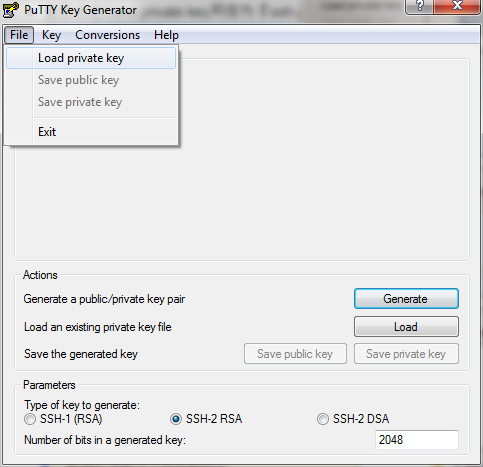 PuTTY Key Generator
File Key Conversions Help
Load private key
Save public key
Save private key
Exit
Actions
Generate a public/private key pair
Generate
Load an existing private key file
Load
Save the generated key
Save public key
Save private key
Parameters
Type of key to generate:
SSH-1 (RSA)
SSH-2 RSA
SSH-2 DSA
Number of bits in a generated key:
2048